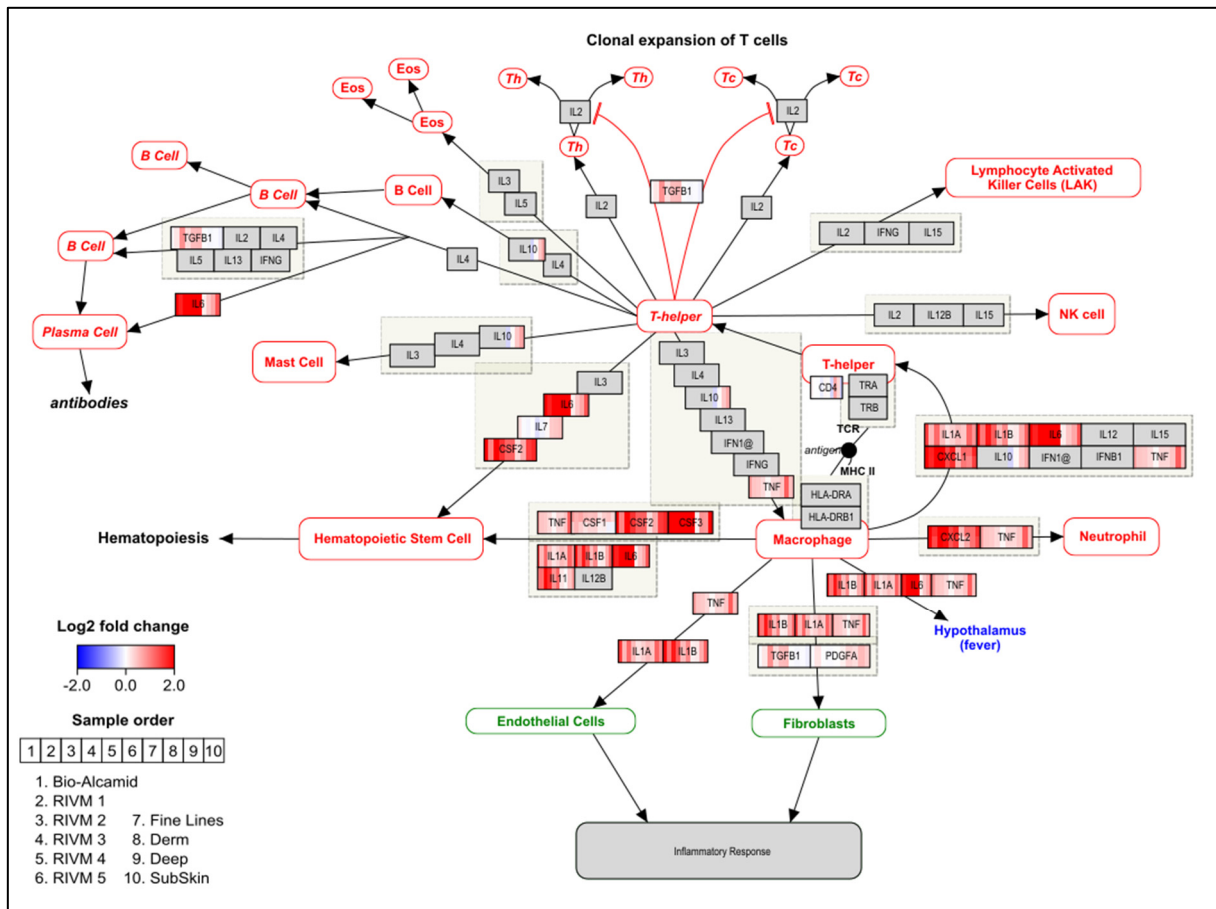 Clonal expansion of T cells
Eos
Eos
Eos
Th
Th
Tc
Tc
IL2
IL2
Th
Tc
B Cell
B Cell
B Cell
B Cell
IL3
IL5
IL2
TGFB1
IL2
Lymphocyte Activated
Killer Cells (LAK)
IL2 IFNG IL15
TGFB1 IL2 IL4
IL5 IL13 IFNG
IL4
IL10
IL4
IL6
Plasma Cell
antibodies
T-helper
IL2 IL12B IL15
NK cell
Mast Cell
IL3
IL4
IL10
IL3
IL6
IL7
CSF2
IL3
IL4
IL10
IL13
IFN1@
IFNG
TNF
T-helper
CD4
TRA
TRB
TCR
antigen
MHC II
HLA-DRA
HLA-DRB1
IL1A IL1B IL6 IL12 IL15
CXCL1 IL10 IFN1@ IFNB1 TNF
Hematopoiesis
Hematopoietic Stem Cell
TNF CSF1 CSF2 CSF3
IL1A IL1B IL6
IL11 IL12B
Macrophage
CXCL2 TNF
Neutrophil
IL1B IL1A IL6 TNF
Hypothalamus
(fever)
TNF
IL1A IL1B
IL1B IL1A TNF
TGFB1 PDGFA
Endothelial Cells
Fibroblasts
Inflammatory Response
Log2 fold change
-2.0 0.0 2.0
Sample order
1 2 3 4 5 6 7 8 9 10
1. Bio-Alcamid
2. RIVM 1
3. RIVM 2 7. Fine Lines
4. RIVM 3 8. Derm
5. RIVM 4 9. Deep
6. RIVM 5 10. SubSkin